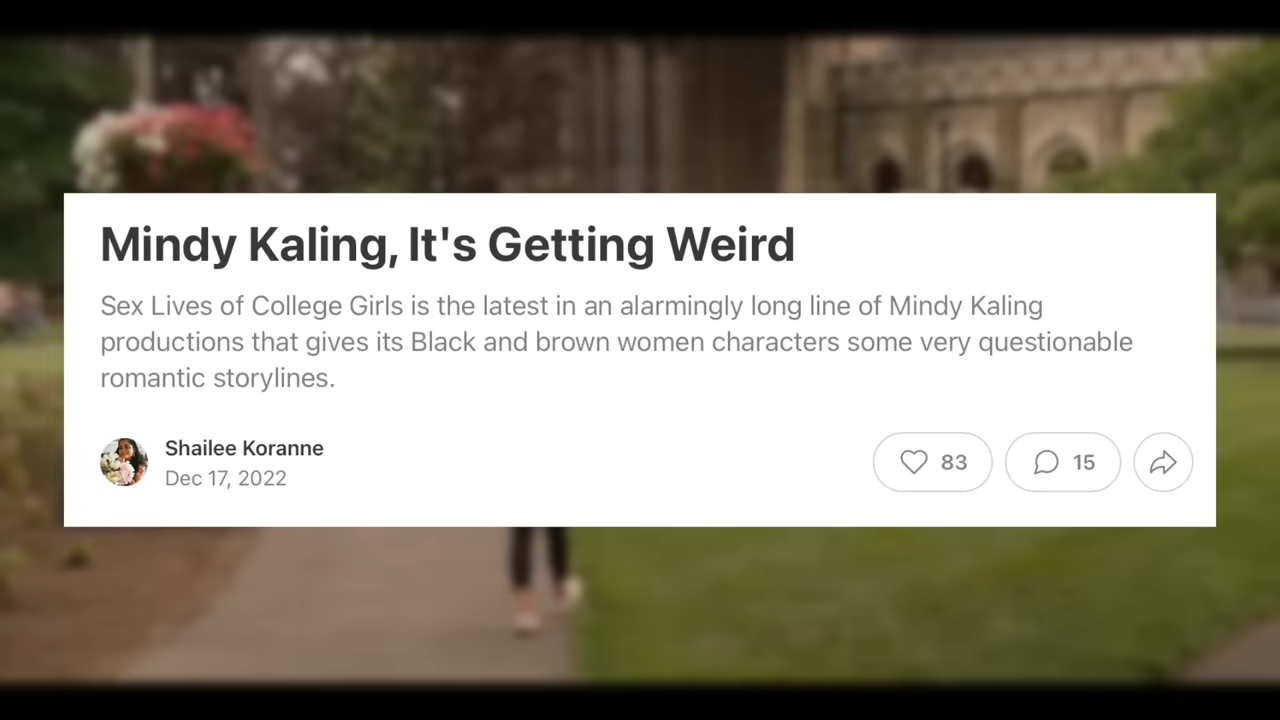 Mindy Kaling, It's Getting Weird
Sex Lives of College Girls is the latest in an alarmingly long line of Mindy Kaling
productions that gives its Black and brown women characters some very questionable
romantic storylines.
Shailee Koranne
Dec 17, 2022
83
15